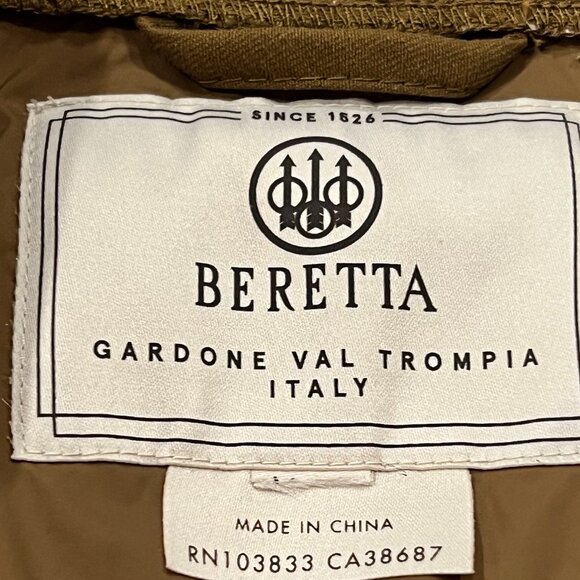 SINCE 1526
BERETTA
GARDONE VAL TROMPIA
ITALY
MADE IN CHINA
RN103833 CA38687